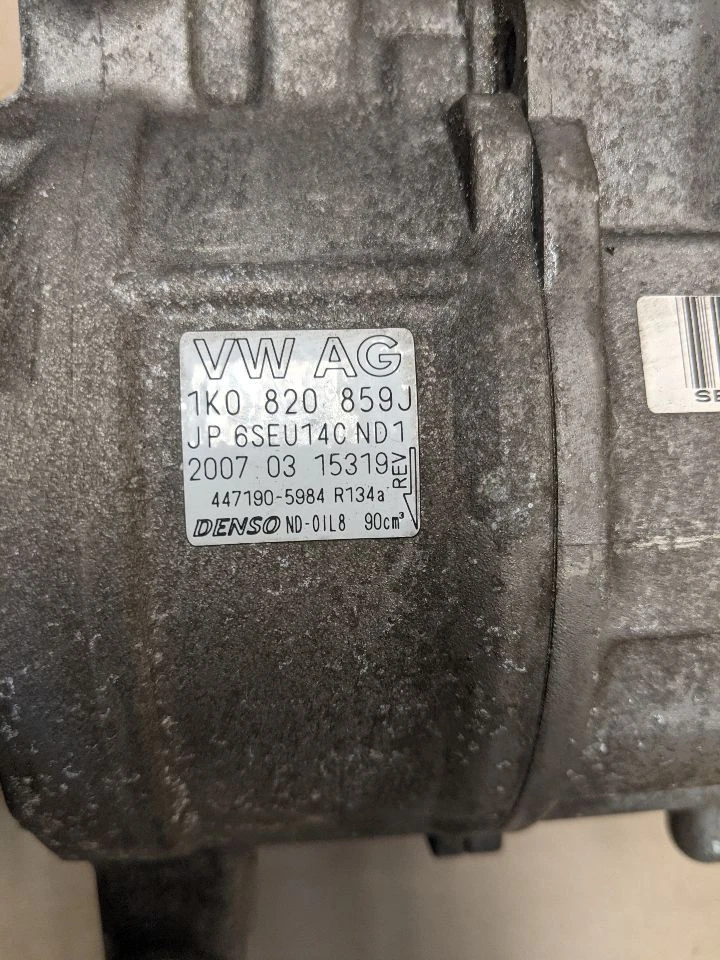 VW AG
1K0 820 859J
JP 6SEU14C ND1
2007 03 15319
REV
447190-5984 R134a
DENSO ND-OIL8 90cm³
SE